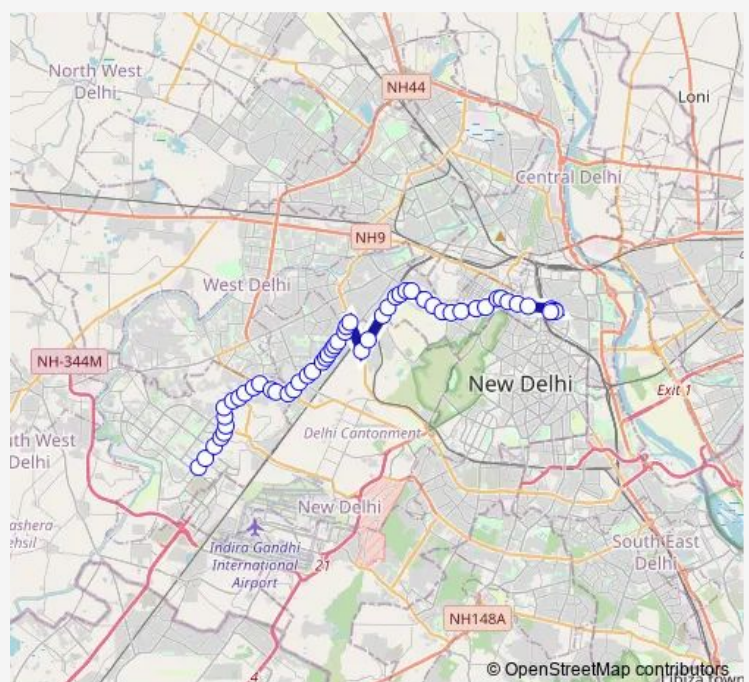 North West
Delhi
NH44
Loni
Central Delhi
NH9
West Delhi
NH-344M
New Delhi
Exit 1
Delhi Cantonment
West
Delhi
New Delhi
Indira Gandhi
International
Airport
21
South East
Delhi
NH148A
4
© OpenStreetMap contributors